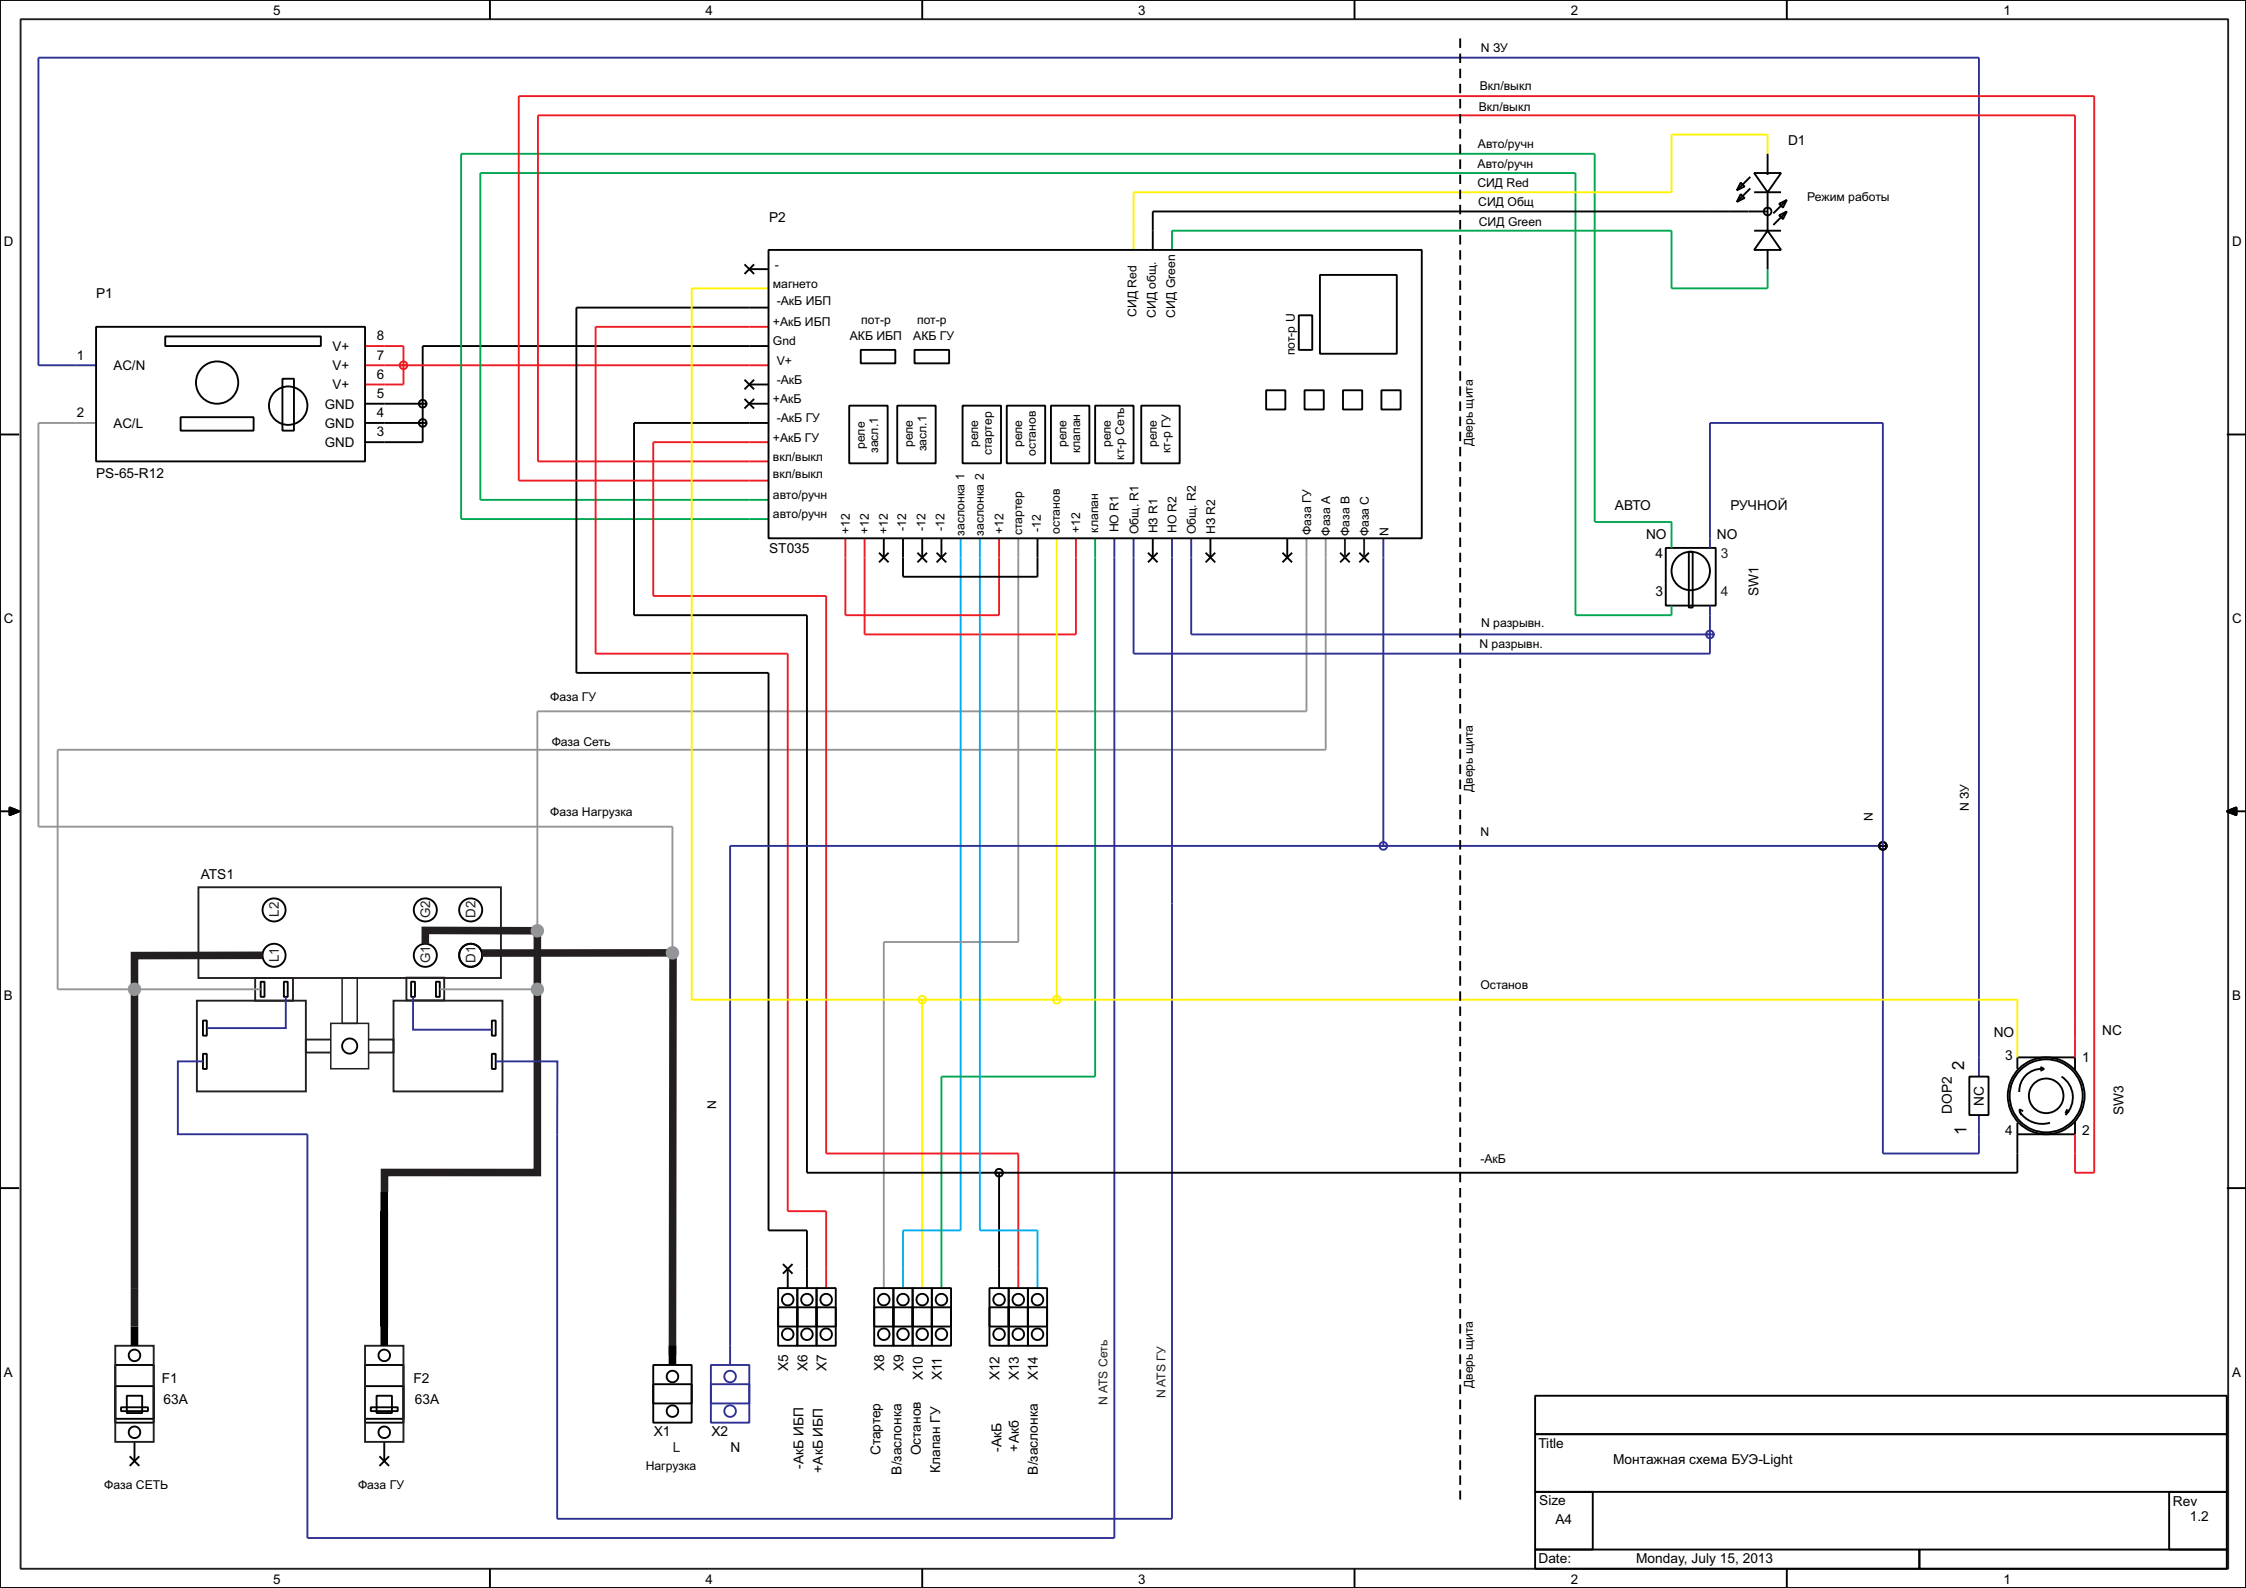 5 4 3 2 1
N ЗУ
Вкл/выкл
Вкл/выкл
Авто/ручн
Авто/ручн
СИД Red
СИД Общ
СИД Green
D1
Режим работы
D
D
P2
-
магнето
-АкБ ИБП
+АкБ ИБП
Gnd
V+
-АкБ
+АкБ
-АкБ ГУ
+АкБ ГУ
вкл/выкл
вкл/выкл
авто/ручн
авто/ручн
СИД Red
СИД общ.
СИД Green
пот-р
АКБ ИБП
пот-р
АКБ ГУ
пот-р U
реле
засл.1
реле
засл.1
реле
стартер
реле
останов
реле
клапан
реле
кт-р Сеть
реле
кт-р ГУ
+12
+12
+12
-12
-12
-12
заслонка 1
заслонка 2
+12
стартер
-12
останов
+12
клапан
НО R1
Общ. R1
НЗ R1
НО R2
Общ. R2
НЗ R2
Фаза ГУ
Фаза А
Фаза В
Фаза С
N
ST035
P1
1
AC/N
2
AC/L
V+ 8
V+ 7
V+ 6
GND 5
GND 4
GND 3
PS-65-R12
Дверь щита
АВТО
РУЧНОЙ
NO
NO
4
3
3
4
SW1
C
C
N разрывн.
N разрывн.
Фаза ГУ
Фаза Сеть
Дверь щита
Фаза Нагрузка
N
N
N ЗУ
ATS1
L2
G2
D2
L1
G1
D1
B
B
Останов
NO
NC
3
1
4
2
SW3
DOP2
2
NC
1
N
-АкБ
A
A
F1
63A
Фаза СЕТЬ
F2
63A
Фаза ГУ
X1
L
Нагрузка
X2
N
X5
X6
X7
-АкБ ИБП
+АкБ ИБП
X8
X9
X10
X11
Стартер
В/заслонка
Останов
Клапан ГУ
X12
X13
X14
-АкБ
+Акб
В/заслонка
N ATS Сеть
N ATS ГУ
Дверь щита
Title
Монтажная схема БУЭ-Light
Size
A4
Rev
1.2
Date: Monday, July 15, 2013
5 4 3 2 1